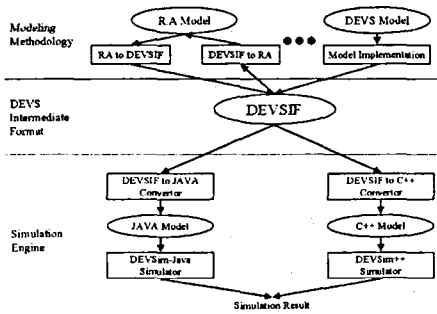 Modeling
Methodology
RA Model
DEVS Model
RA to DEVSIF
DEVSIF to RA
Model Implementation
DEVS
Intermediate
Format
DEVSIF
Simulation
Engine
DEVSIF to JAVA
Convertor
DEVSIF to C++
Convertor
JAVA Model
C++ Model
DEVSim-Java
Simulator
DEVSim++
Simulator
Simulation Result